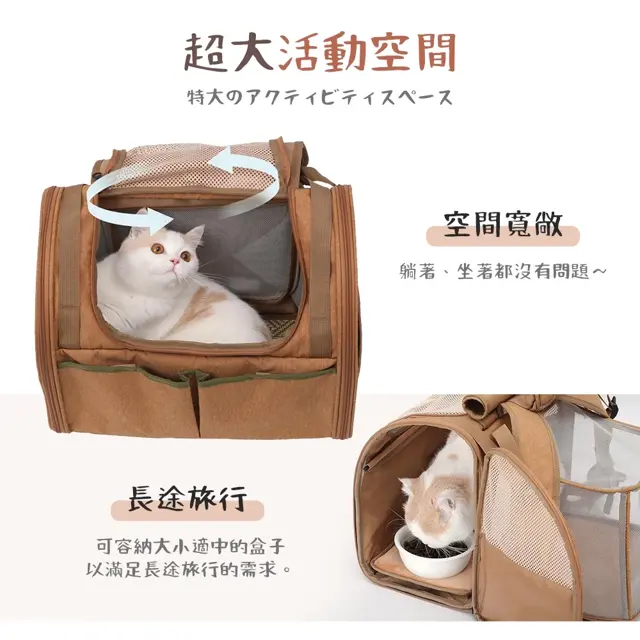 超大活動空間
特大のアクティビティスペース
空間寬敞
躺著、坐著都沒有問題～
長途旅行
可容納大小適中的盒子
以滿足長途旅行的需求。